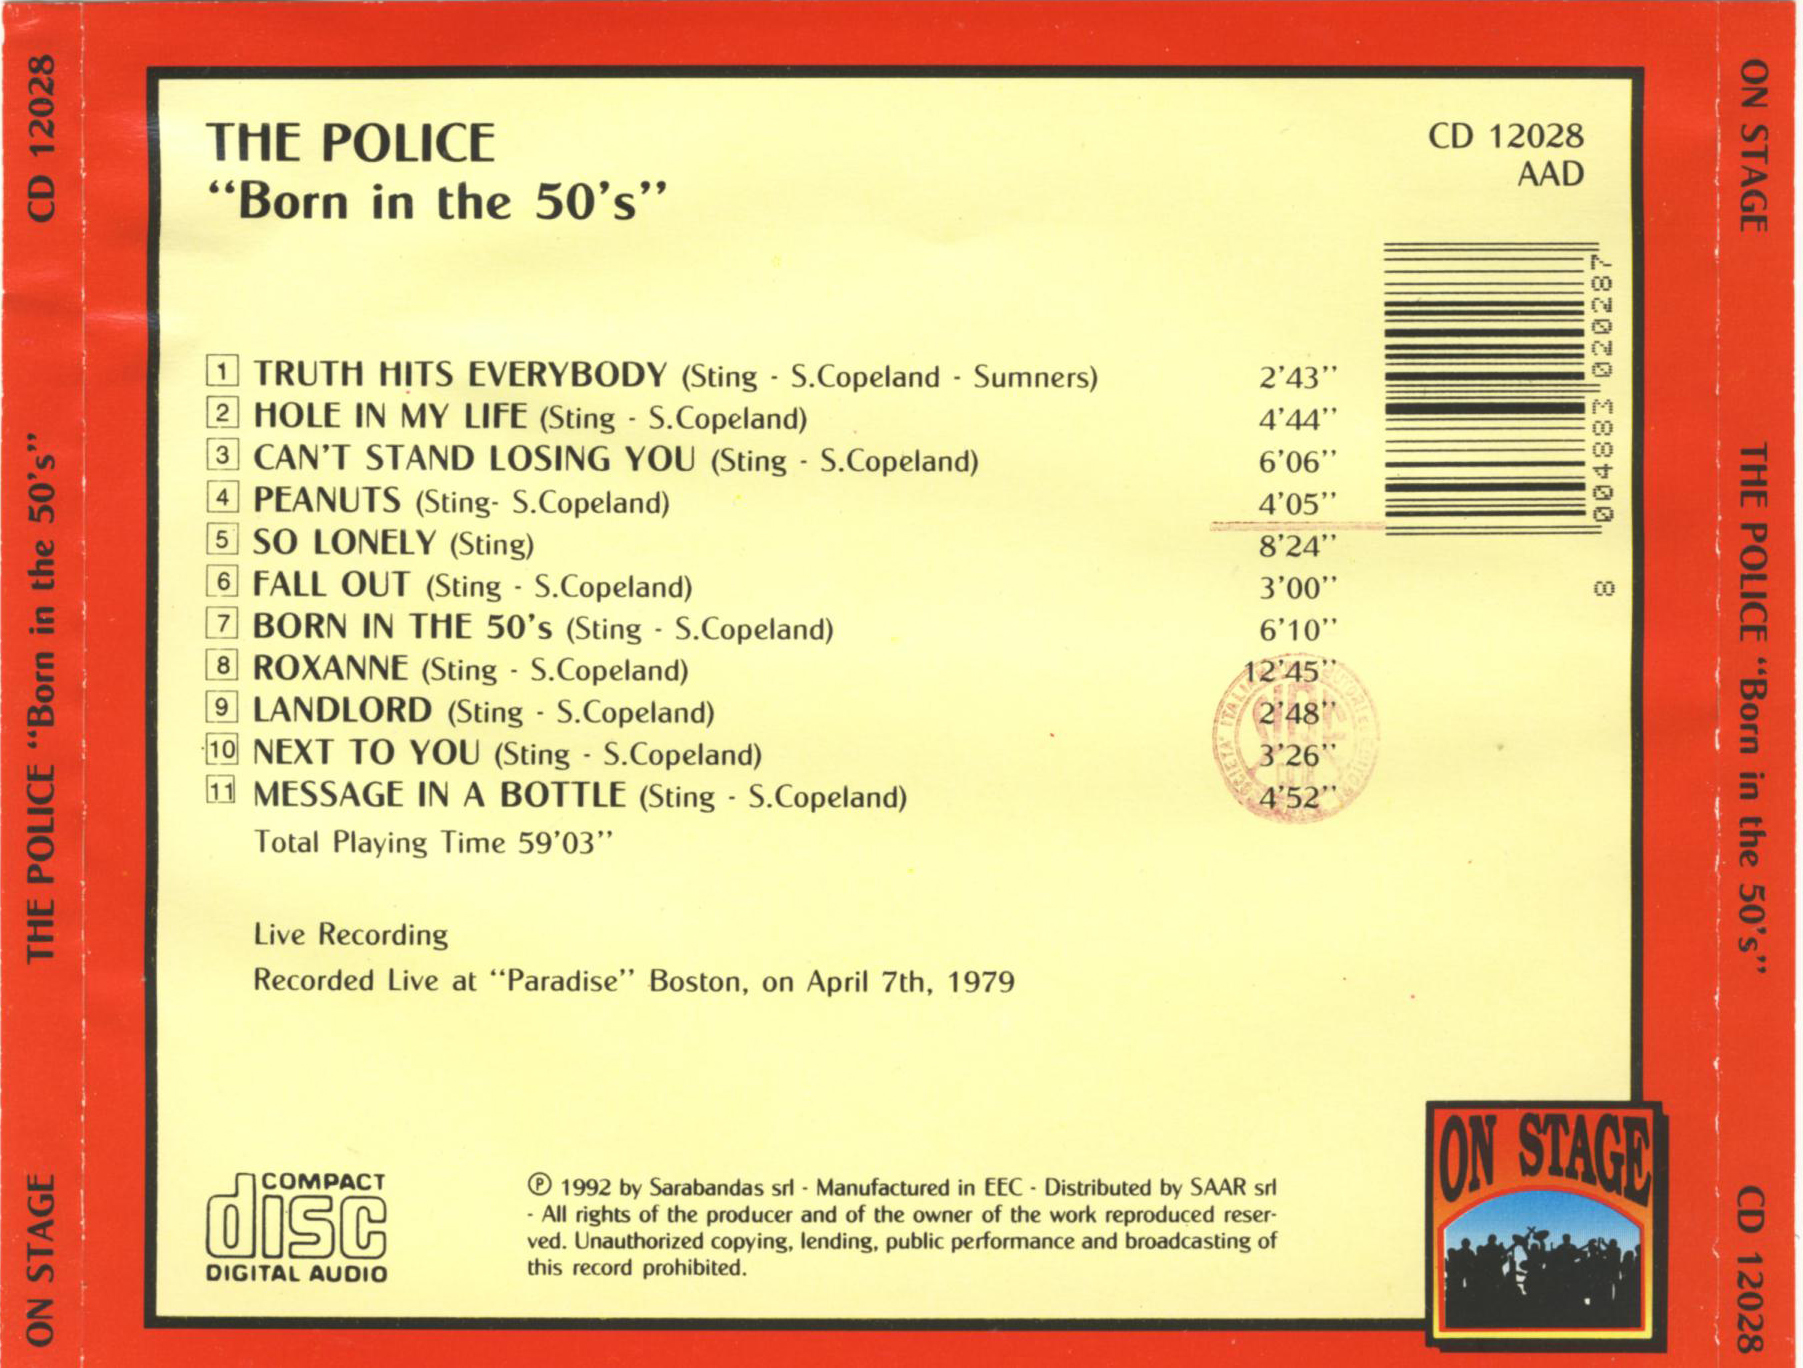 CD 12028
THE POLICE "Born in the 50's"
ON STAGE
THE POLICE
"Born in the 50's"
CD 12028
AAD
8 004883 020287
1 TRUTH HITS EVERYBODY (Sting - S.Copeland - Sumners) 2'43''
2 HOLE IN MY LIFE (Sting - S.Copeland) 4'44''
3 CAN'T STAND LOSING YOU (Sting - S.Copeland) 6'06''
4 PEANUTS (Sting- S.Copeland) 4'05''
5 SO LONELY (Sting) 8'24''
6 FALL OUT (Sting - S.Copeland) 3'00''
7 BORN IN THE 50's (Sting - S.Copeland) 6'10''
8 ROXANNE (Sting - S.Copeland) 12'45''
9 LANDLORD (Sting - S.Copeland) 2'48''
10 NEXT TO YOU (Sting - S.Copeland) 3'26''
11 MESSAGE IN A BOTTLE (Sting - S.Copeland) 4'52''
Total Playing Time 59'03''
Live Recording
Recorded Live at "Paradise" Boston, on April 7th, 1979
COMPACT
disc
DIGITAL AUDIO
℗ 1992 by Sarabandas srl - Manufactured in EEC - Distributed by SAAR srl
- All rights of the producer and of the owner of the work reproduced reser-
ved. Unauthorized copying, lending, public performance and broadcasting of
this record prohibited.
ON STAGE
ON STAGE
THE POLICE "Born in the 50's"
CD 12028